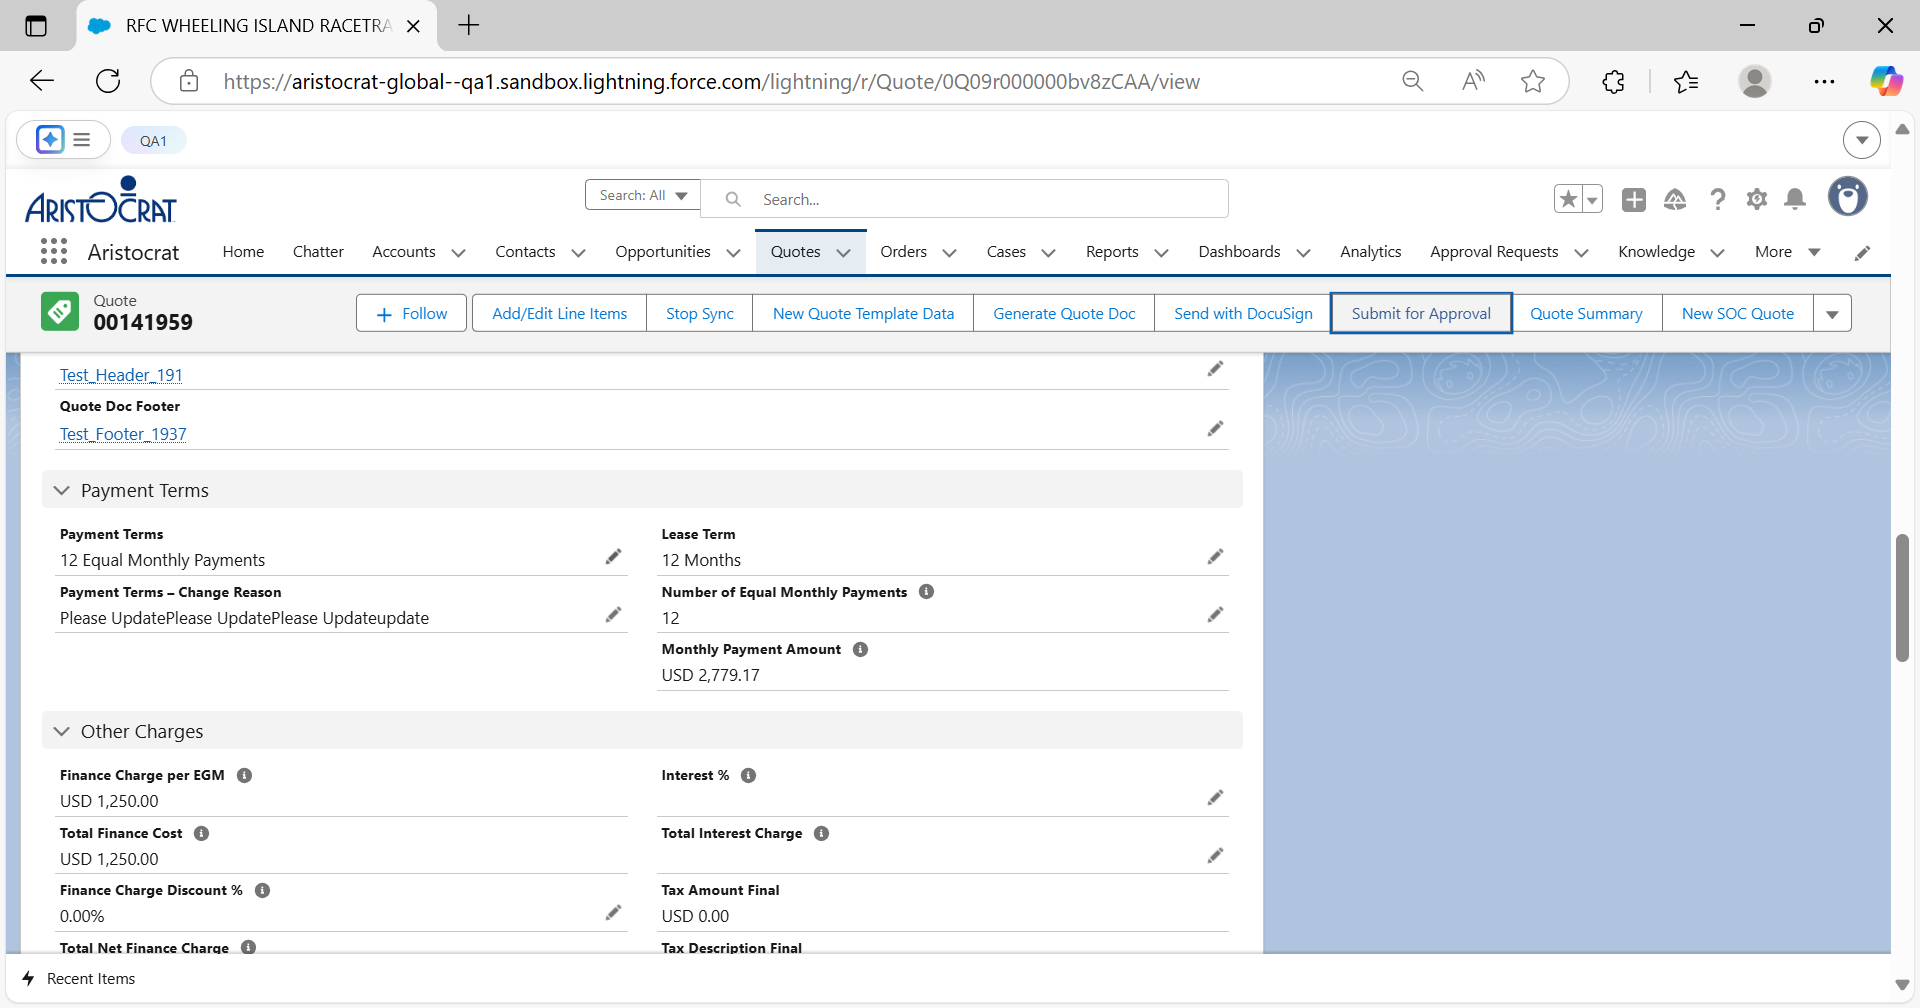 RFC WHEELING ISLAND RACETRA
https://aristocrat-global--qa1.sandbox.lightning.force.com/lightning/r/Quote/0Q09r000000bv8zCAA/view
QA1
ARISTOCRAT
Search: All
Search...
Aristocrat
Home
Chatter
Accounts
Contacts
Opportunities
Quotes
Orders
Cases
Reports
Dashboards
Analytics
Approval Requests
Knowledge
More
Quote
00141959
Follow
Add/Edit Line Items
Stop Sync
New Quote Template Data
Generate Quote Doc
Send with DocuSign
Submit for Approval
Quote Summary
New SOC Quote
Test_Header_191
Quote Doc Footer
Test_Footer_1937
Payment Terms
Payment Terms
12 Equal Monthly Payments
Lease Term
12 Months
Payment Terms – Change Reason
Please UpdatePlease UpdatePlease Updateupdate
Number of Equal Monthly Payments
12
Monthly Payment Amount
USD 2,779.17
Other Charges
Finance Charge per EGM
USD 1,250.00
Interest %
Total Finance Cost
USD 1,250.00
Total Interest Charge
Finance Charge Discount %
0.00%
Tax Amount Final
USD 0.00
Total Net Finance Charge
Tax Description Final
Recent Items